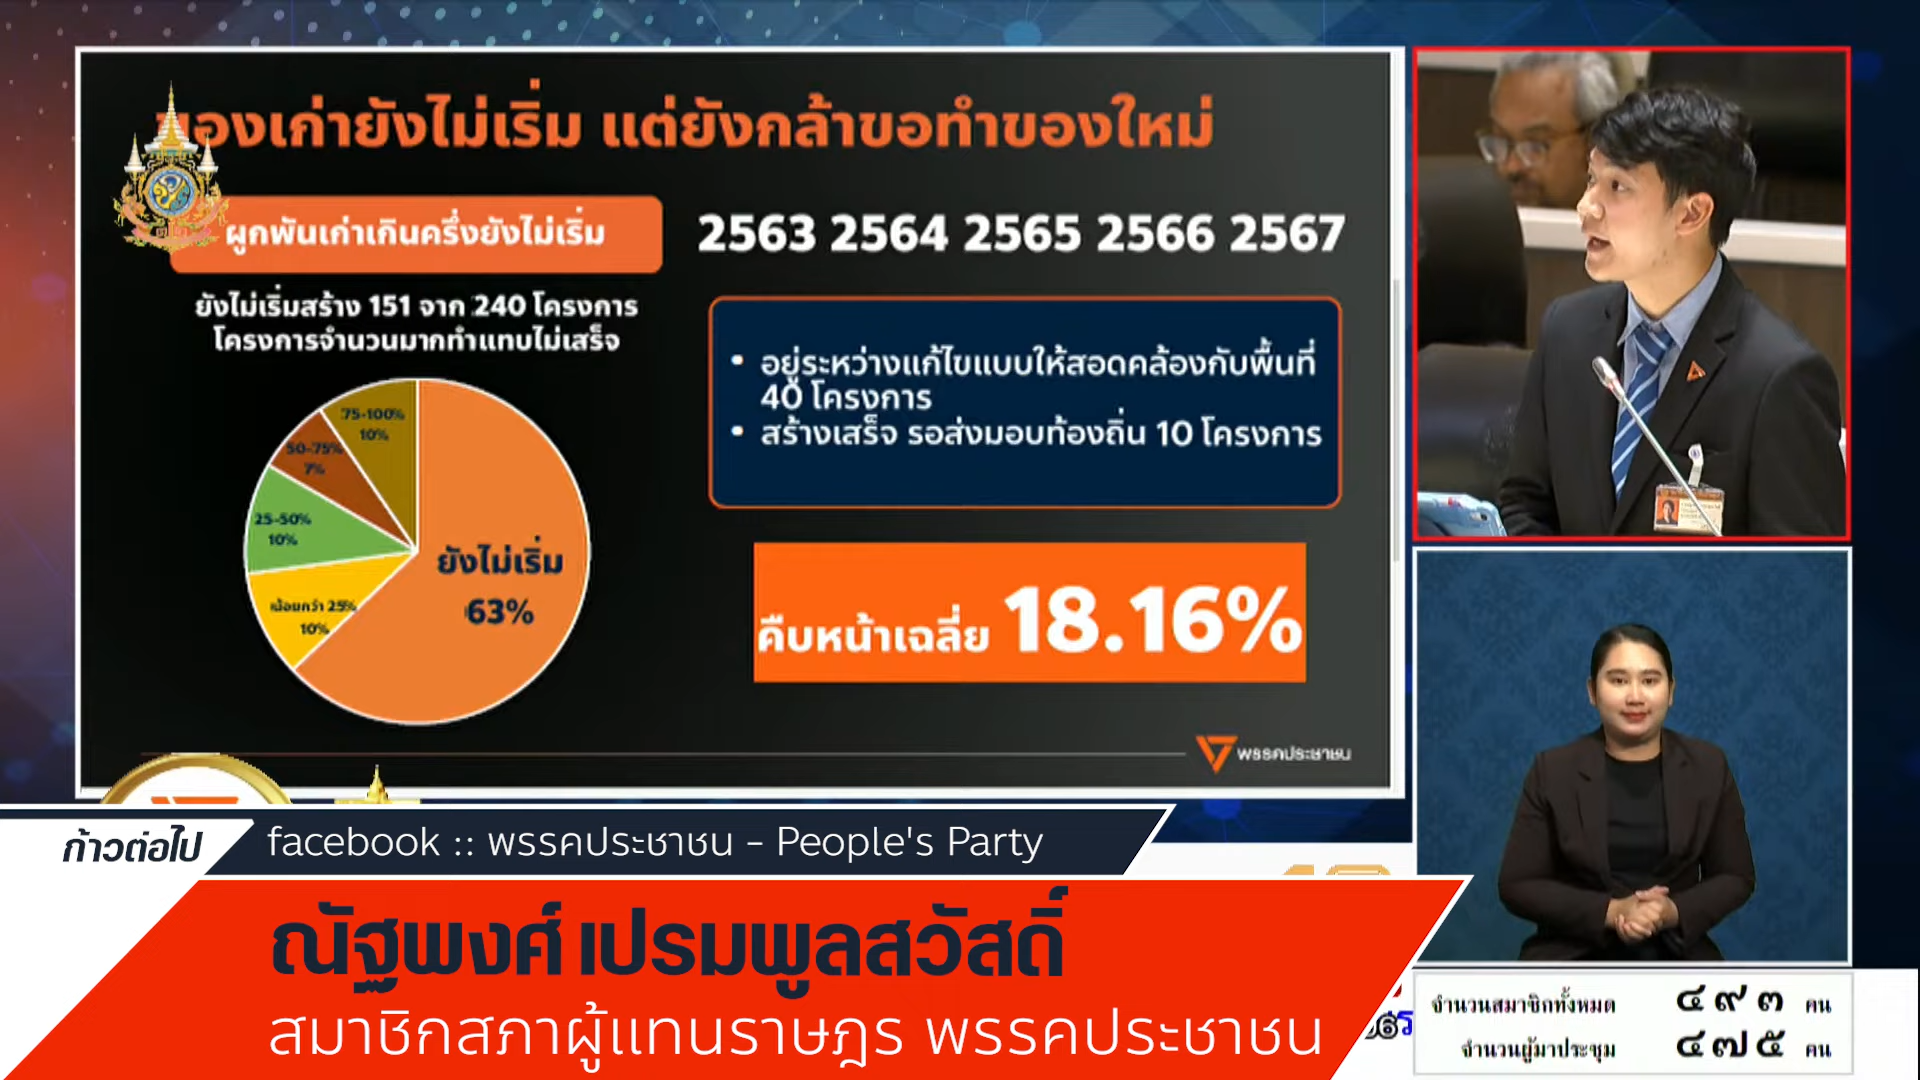 ของเก่ายังไม่เริ่ม แต่ยังกล้าขอทำของใหม่
ผูกพันเก่าเกินครึ่งยังไม่เริ่ม
2563 2564 2565 2566 2567
ยังไม่เริ่มสร้าง 151 จาก 240 โครงการ
โครงการจำนวนมากทำแทบไม่เสร็จ
• อยู่ระหว่างแก้ไขแบบให้สอดคล้องกับพื้นที่
40 โครงการ
• สร้างเสร็จ รอส่งมอบท้องถิ่น 10 โครงการ
75-100%
10%
50-75%
7%
25-50%
10%
น้อยกว่า 25%
10%
ยังไม่เริ่ม
63%
คืบหน้าเฉลี่ย 18.16%
พรรคประชาชน
ก้าวต่อไป
facebook :: พรรคประชาชน - People's Party
ณัฐพงศ์ เปรมพูลสวัสดิ์
สมาชิกสภาผู้แทนราษฎร พรรคประชาชน
จำนวนสมาชิกทั้งหมด ๔๙๓ คน
จำนวนผู้มาประชุม ๔๗๕ คน